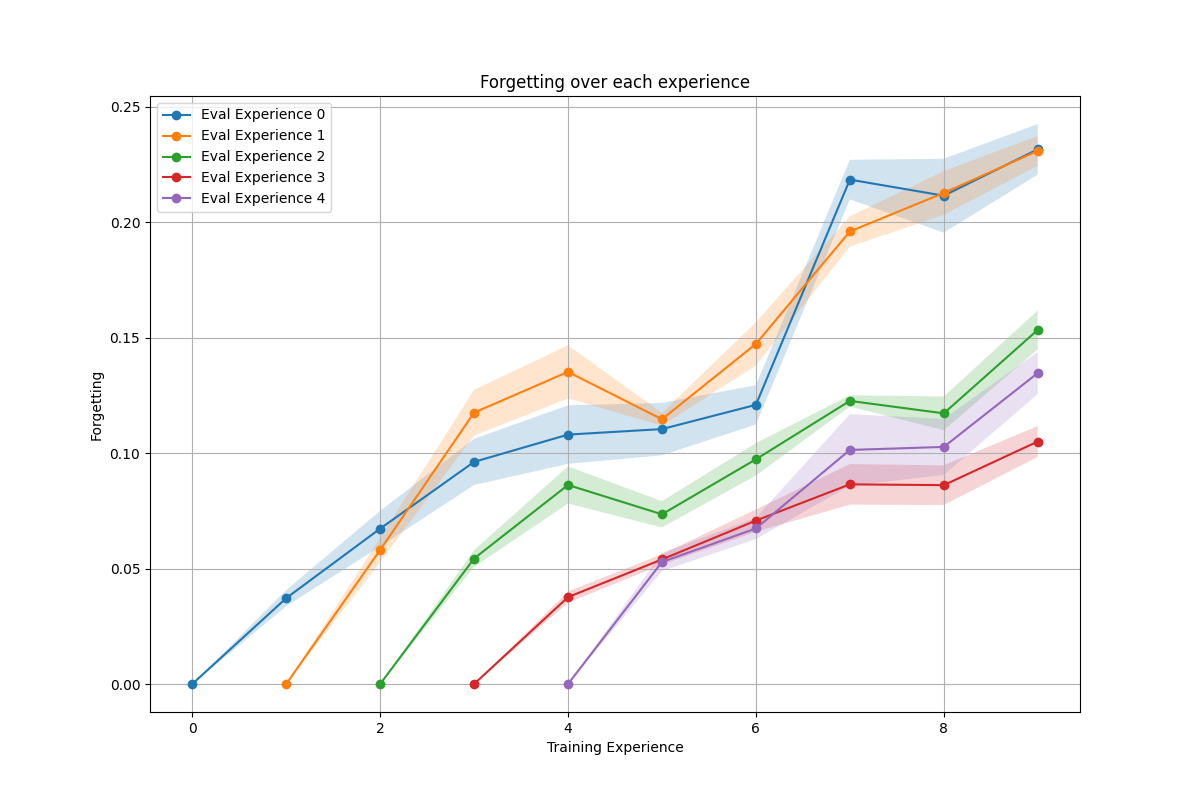 Forgetting over each experience
0.25
0.20
0.15
0.10
0.05
0.00
Forgetting
Eval Experience 0
Eval Experience 1
Eval Experience 2
Eval Experience 3
Eval Experience 4
0 2 4 6 8
Training Experience